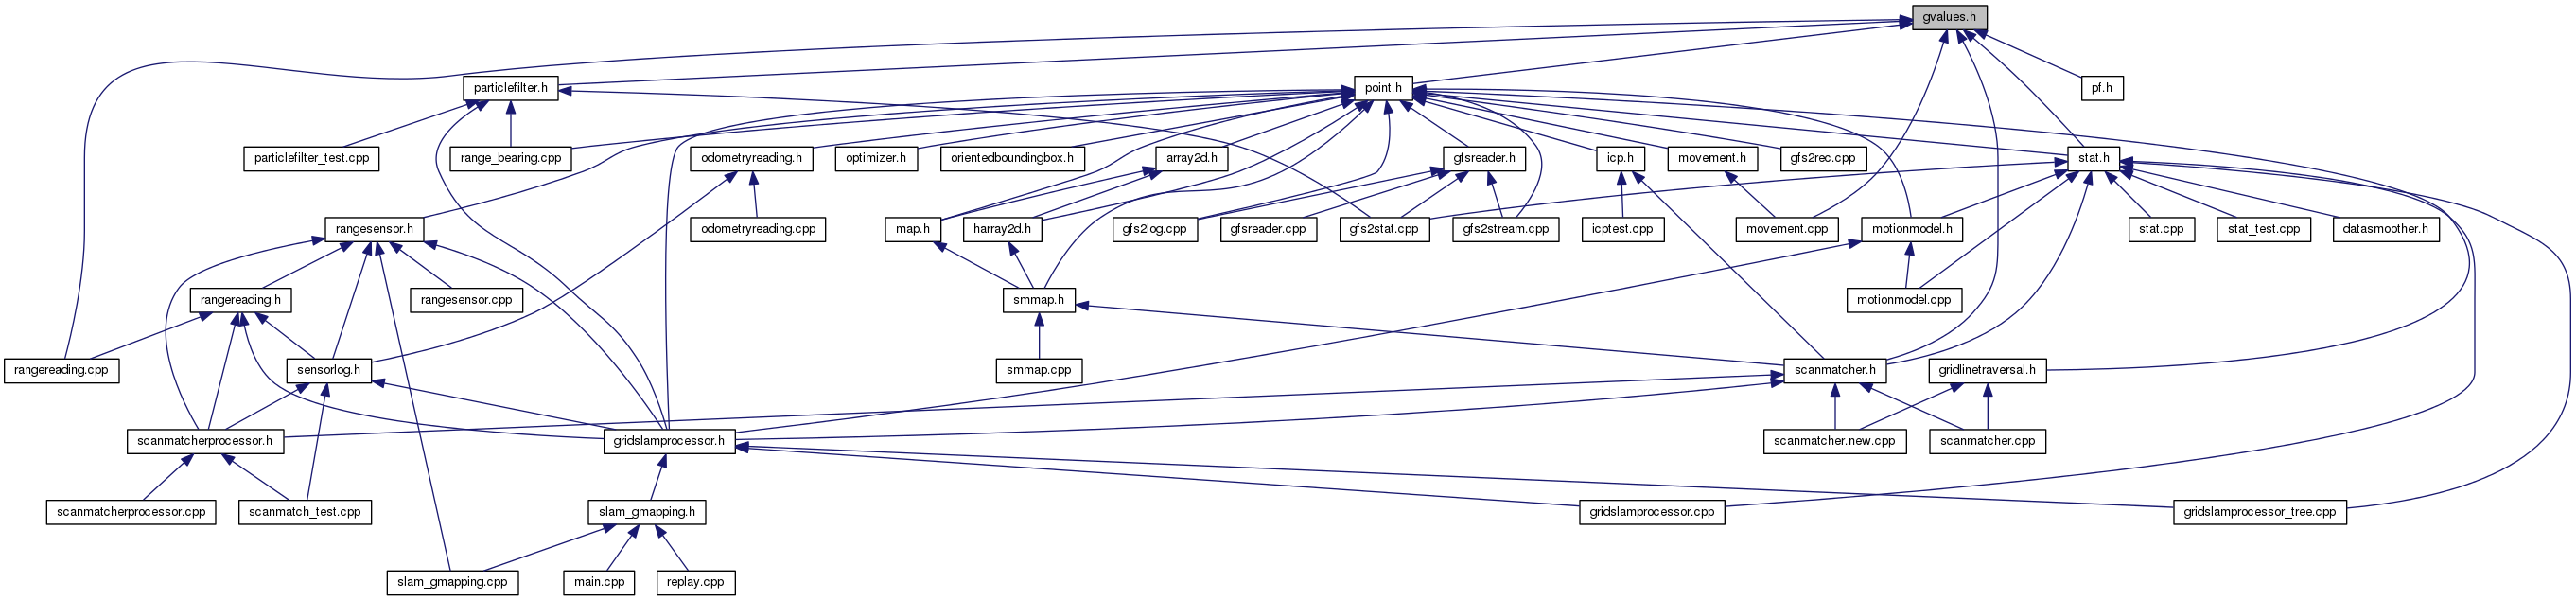 gvalues.h
particlefilter.h
point.h
pf.h
particlefilter_test.cpp
range_bearing.cpp
odometryreading.h
optimizer.h
orientedboundingbox.h
array2d.h
gfsreader.h
icp.h
movement.h
gfs2rec.cpp
stat.h
rangesensor.h
odometryreading.cpp
map.h
harray2d.h
gfs2log.cpp
gfsreader.cpp
gfs2stat.cpp
gfs2stream.cpp
icptest.cpp
movement.cpp
motionmodel.h
stat.cpp
stat_test.cpp
datasmoother.h
rangereading.h
rangesensor.cpp
smmap.h
motionmodel.cpp
rangereading.cpp
sensorlog.h
smmap.cpp
scanmatcher.h
gridlinetraversal.h
scanmatcherprocessor.h
gridslamprocessor.h
scanmatcher.new.cpp
scanmatcher.cpp
scanmatcherprocessor.cpp
scanmatch_test.cpp
slam_gmapping.h
gridslamprocessor.cpp
gridslamprocessor_tree.cpp
slam_gmapping.cpp
main.cpp
replay.cpp